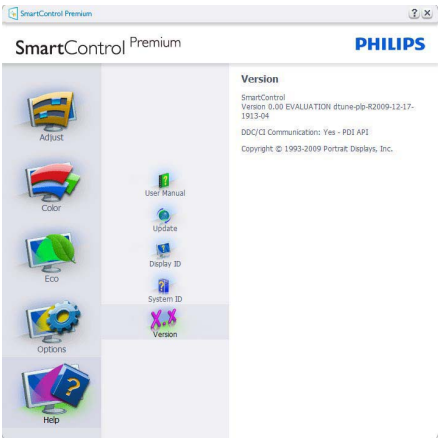 SmartControl Premium
SmartControl Premium
PHILIPS
Adjust
Color
Eco
Options
Help
User Manual
Update
Display ID
System ID
X.X
Version
Version
SmartControl
Version 0.00 EVALUATION dtune-plp-R2009-12-17-
1913-04
DDC/CI Communication: Yes - PDI API
Copyright © 1993-2009 Portrait Displays, Inc.